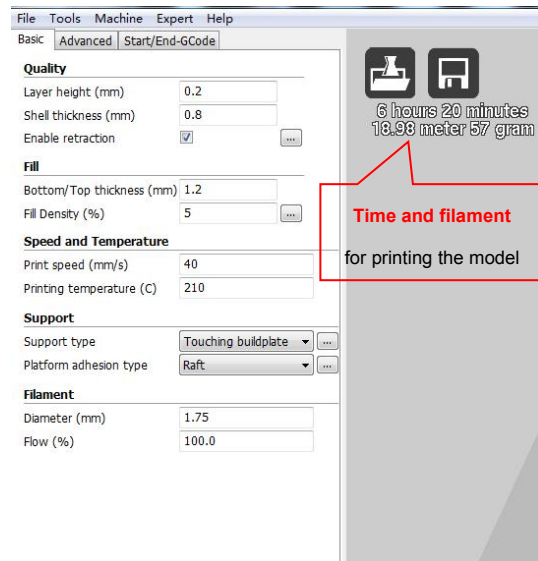 File Tools Machine Expert Help
Basic Advanced Start/End-GCode
Quality
Layer height (mm) 0.2
Shell thickness (mm) 0.8
Enable retraction ...
Fill
Bottom/Top thickness (mm) 1.2
Fill Density (%) 5 ...
Speed and Temperature
Print speed (mm/s) 40
Printing temperature (C) 210
Support
Support type Touching buildplate ...
Platform adhesion type Raft ...
Filament
Diameter (mm) 1.75
Flow (%) 100.0
6 hours 20 minutes
18.98 meter 57 gram
Time and filament
for printing the model